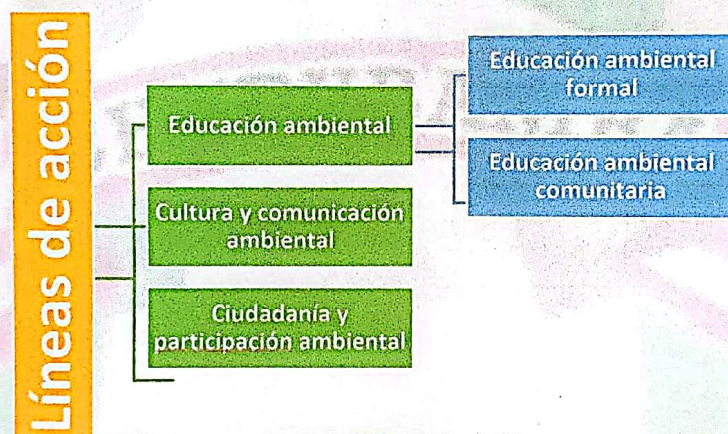 Líneas de acción
Educación ambiental
Cultura y comunicación
ambiental
Ciudadanía y
participación ambiental
Educación ambiental
formal
Educación ambiental
comunitaria